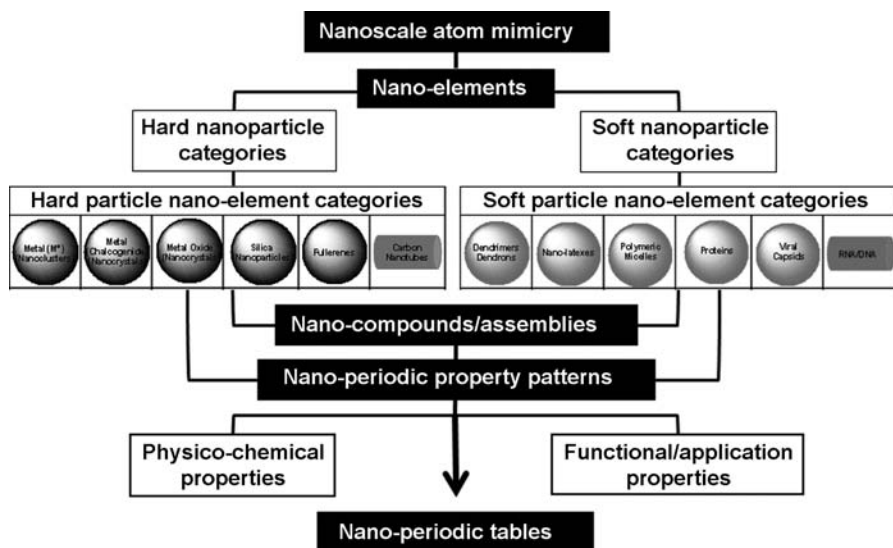 Nanoscale atom mimicry
Nano-elements
Hard nanoparticle
categories
Soft nanoparticle
categories
Hard particle nano-element categories
Soft particle nano-element categories
Metal (M°)
Nanoclusters
Metal
Chalcogenide
Nanocrystals
Metal Oxide
Nanocrystals
Silica
Nanoparticles
Fullerenes
Carbon
Nanotubes
Dendrimers
Dendrons
Nano-latexes
Polymeric
Micelles
Proteins
Viral
Capsids
RNA/DNA
Nano-compounds/assemblies
Nano-periodic property patterns
Physico-chemical
properties
Functional/application
properties
Nano-periodic tables